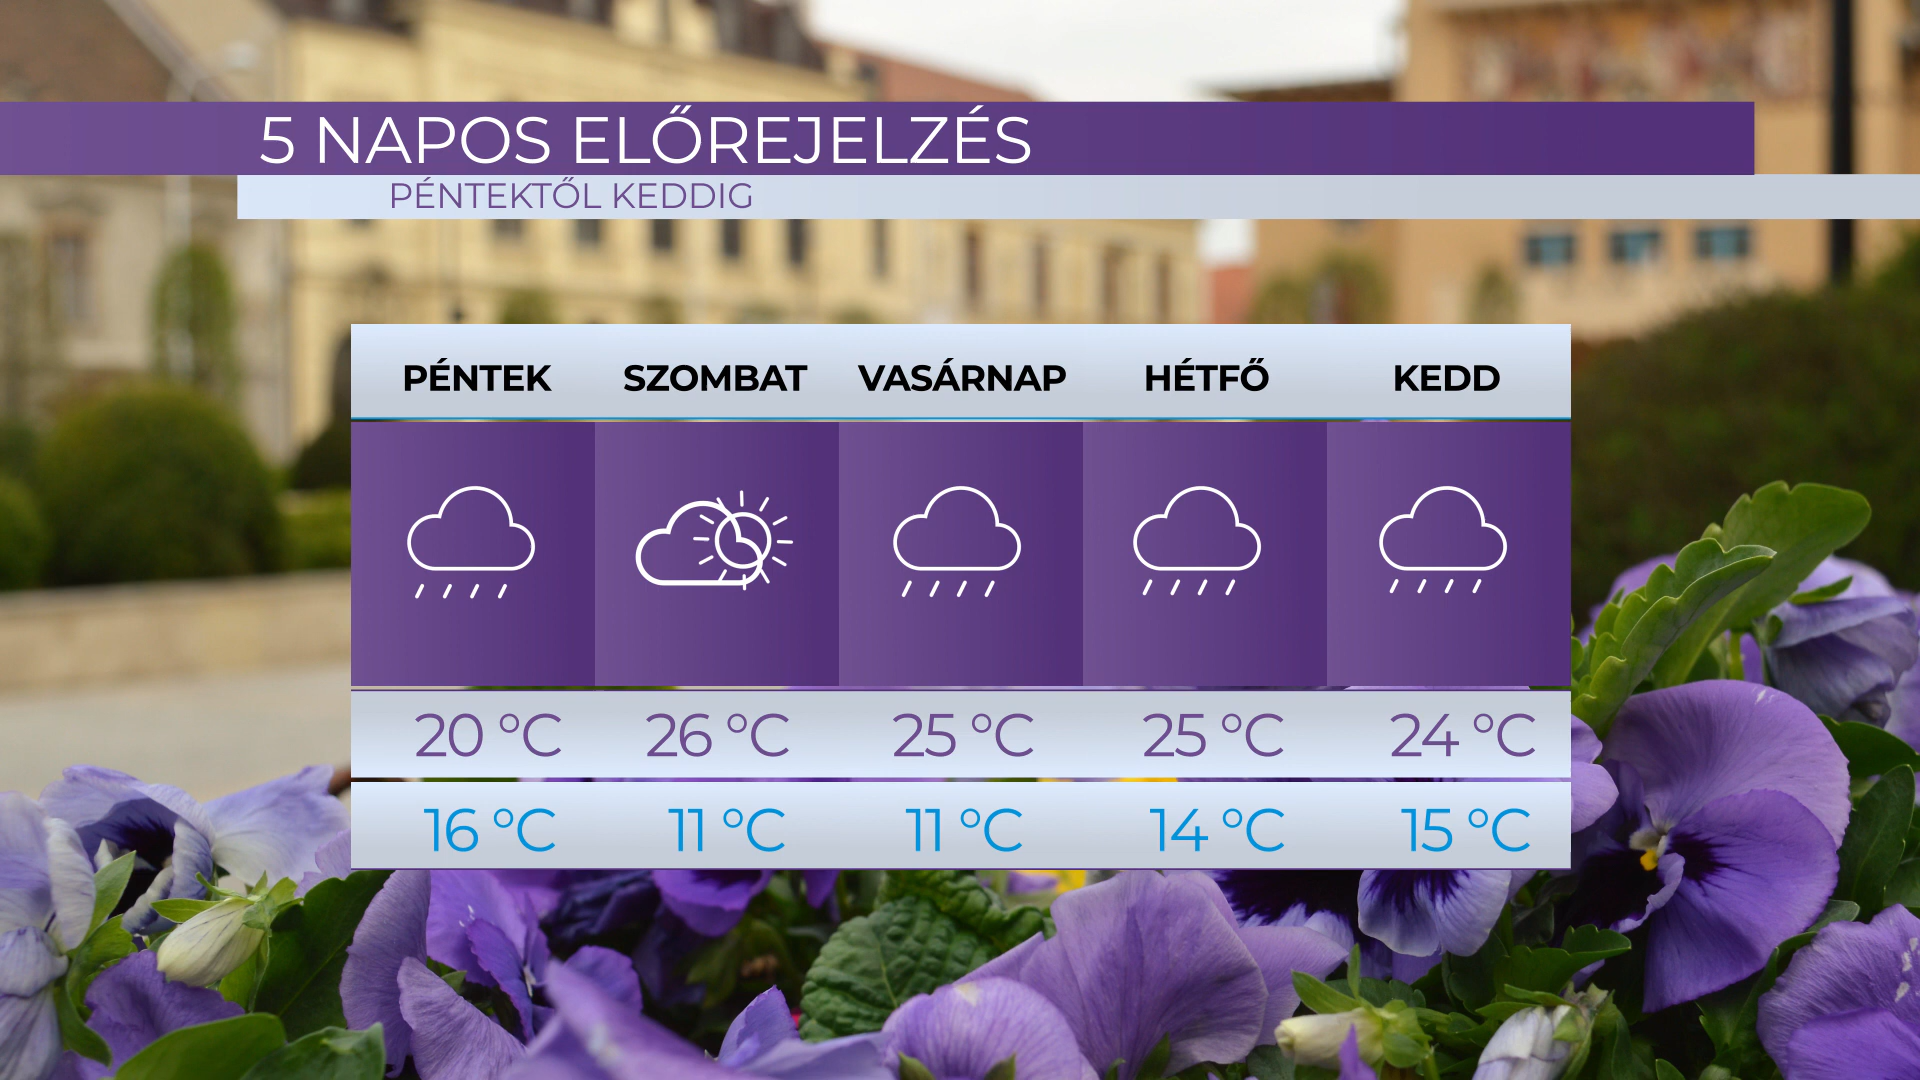 5 NAPOS ELŐREJELZÉS
PÉNTEKTŐL KEDDIG
PÉNTEK SZOMBAT VASÁRNAP HÉTFŐ KEDD
20 °C 26 °C 25 °C 25 °C 24 °C
16 °C 11 °C 11 °C 14 °C 15 °C